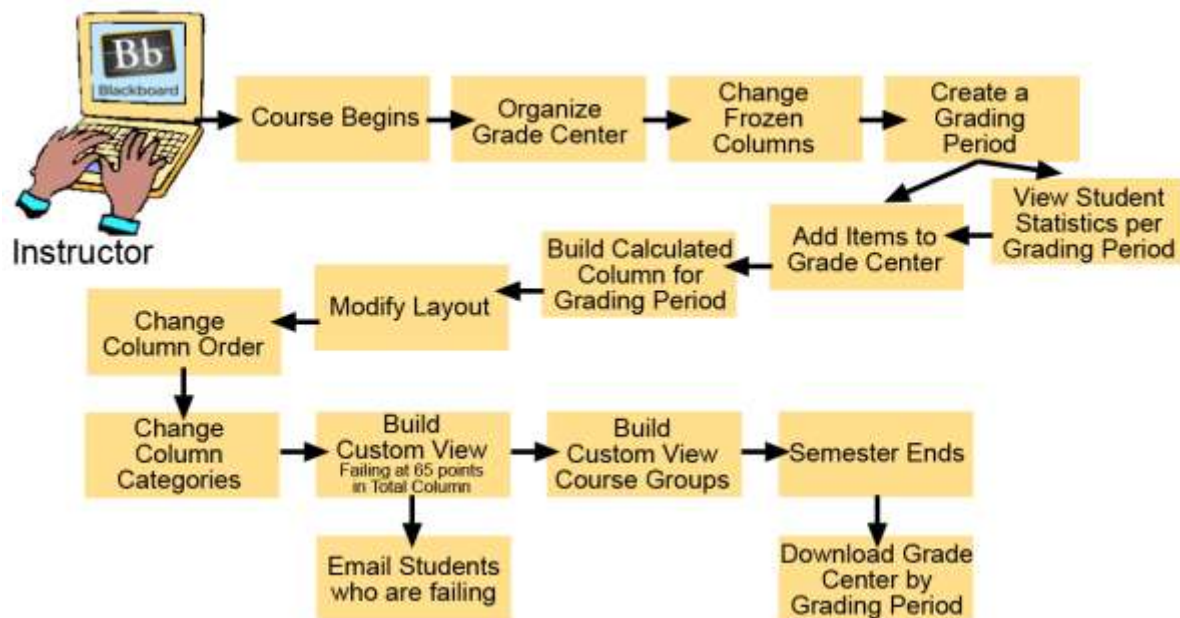 Bb
Blackboard
Instructor
Course Begins
Organize
Grade Center
Change
Frozen
Columns
Create a
Grading
Period
View Student
Statistics per
Grading Period
Add Items to
Grade Center
Build Calculated
Column for
Grading Period
Modify Layout
Change
Column Order
Change
Column
Categories
Build
Custom View
Failing at 65 points
in Total Column
Email Students
who are failing
Build
Custom View
Course Groups
Semester Ends
Download Grade
Center by
Grading Period